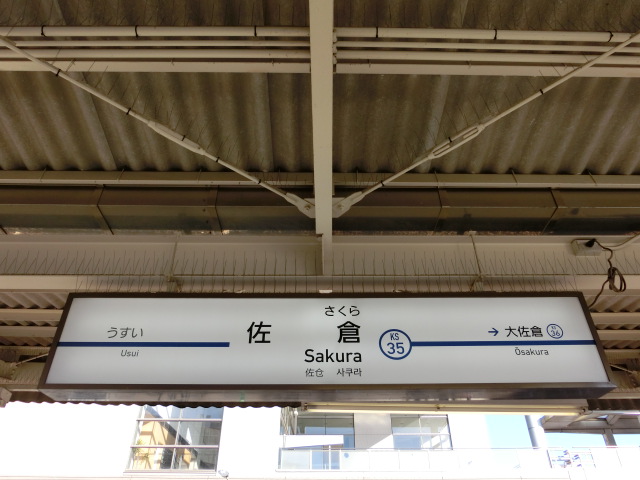 さくら
佐倉
Sakura
佐仓 사쿠라
うすい
Usui
KS
35
→ 大佐倉
KS
36
Ōsakura